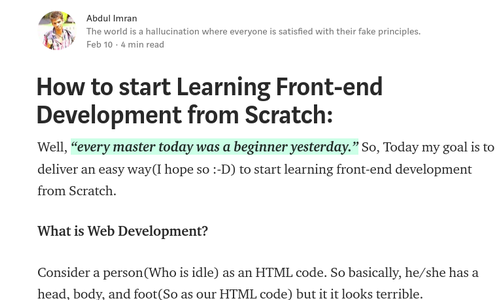 Abdul Imran
The world is a hallucination where everyone is satisfied with their fake principles.
Feb 10 · 4 min read
How to start Learning Front-end
Development from Scratch:
Well, “every master today was a beginner yesterday.” So, Today my goal is to
deliver an easy way(I hope so :-D) to start learning front-end development
from Scratch.
What is Web Development?
Consider a person(Who is idle) as an HTML code. So basically, he/she has a
head, body, and foot(So as our HTML code) but it it looks terrible.